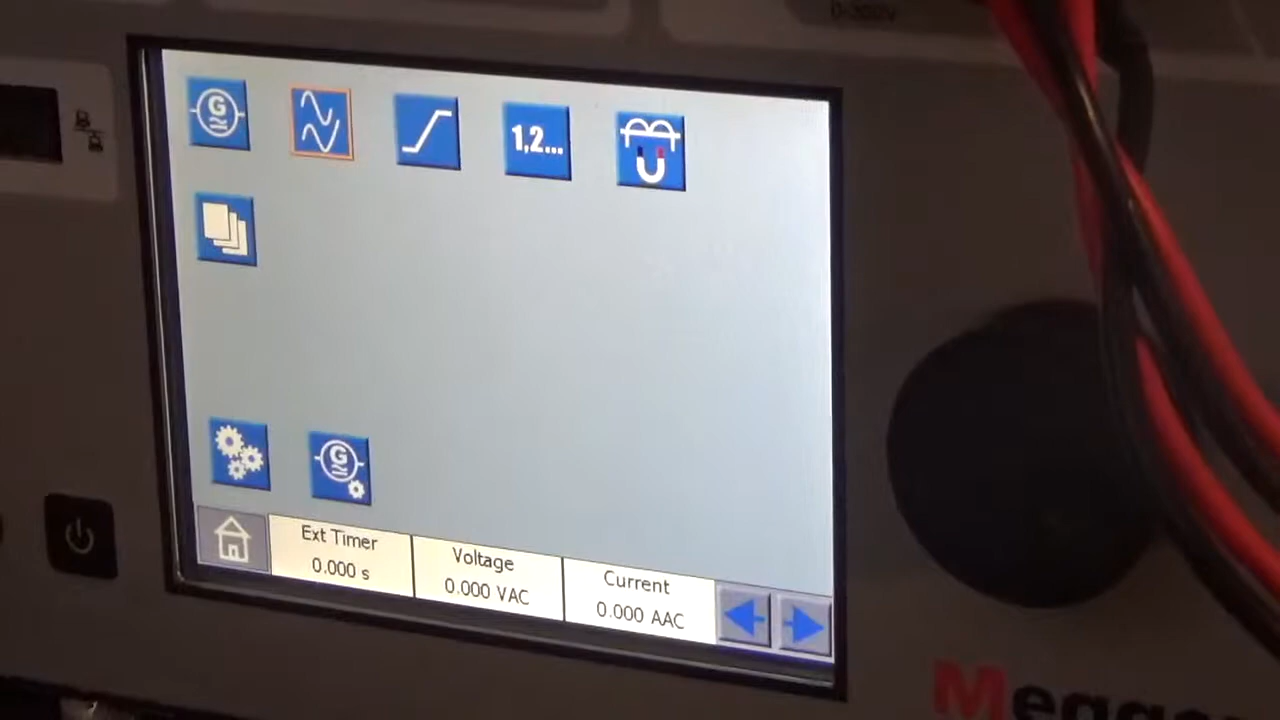 G
1,2...
G
Ext Timer
0.000 s
Voltage
0.000 VAC
Current
0.000 AAC